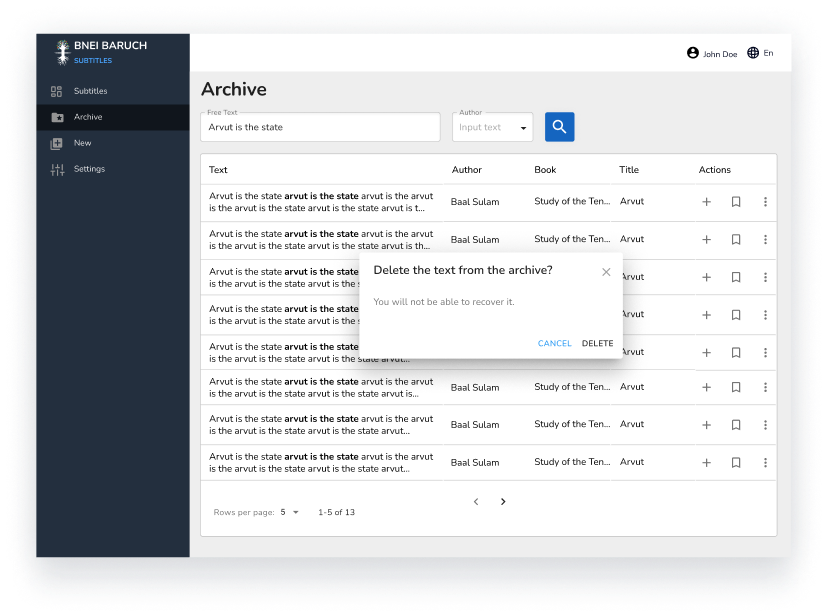 BNEI BARUCH
SUBTITLES
John Doe
En
Subtitles
Archive
New
Settings
Archive
Free Text
Arvut is the state
Author
Input text
Text Author Book Title Actions
Arvut is the state arvut is the state arvut is the arvut
is the arvut is the state arvut is the state arvut is t...
Baal Sulam Study of the Ten... Arvut
Arvut is the state arvut is the state arvut is the arvut
is the arvut is the state arvut is the state arvut is th...
Baal Sulam Study of the Ten... Arvut
Arvut is the state arvut is the state
is the arvut is the state arvut is the
Arvut
Arvut is the state arvut is the state
is the arvut is the state arvut is the
Arvut
Arvut is the state arvut is the state
is the arvut is the state arvut is the state arvut...
Arvut
Delete the text from the archive?
You will not be able to recover it.
CANCEL DELETE
Arvut is the state arvut is the state arvut is the arvut
is the arvut is the state arvut is the state arvut is...
Baal Sulam Study of the Ten... Arvut
Arvut is the state arvut is the state arvut is the arvut
is the arvut is the state arvut is the state arvut...
Baal Sulam Study of the Ten... Arvut
Arvut is the state arvut is the state arvut is the arvut
is the arvut is the state arvut is the state arvut...
Baal Sulam Study of the Ten... Arvut
Rows per page: 5 1-5 of 13